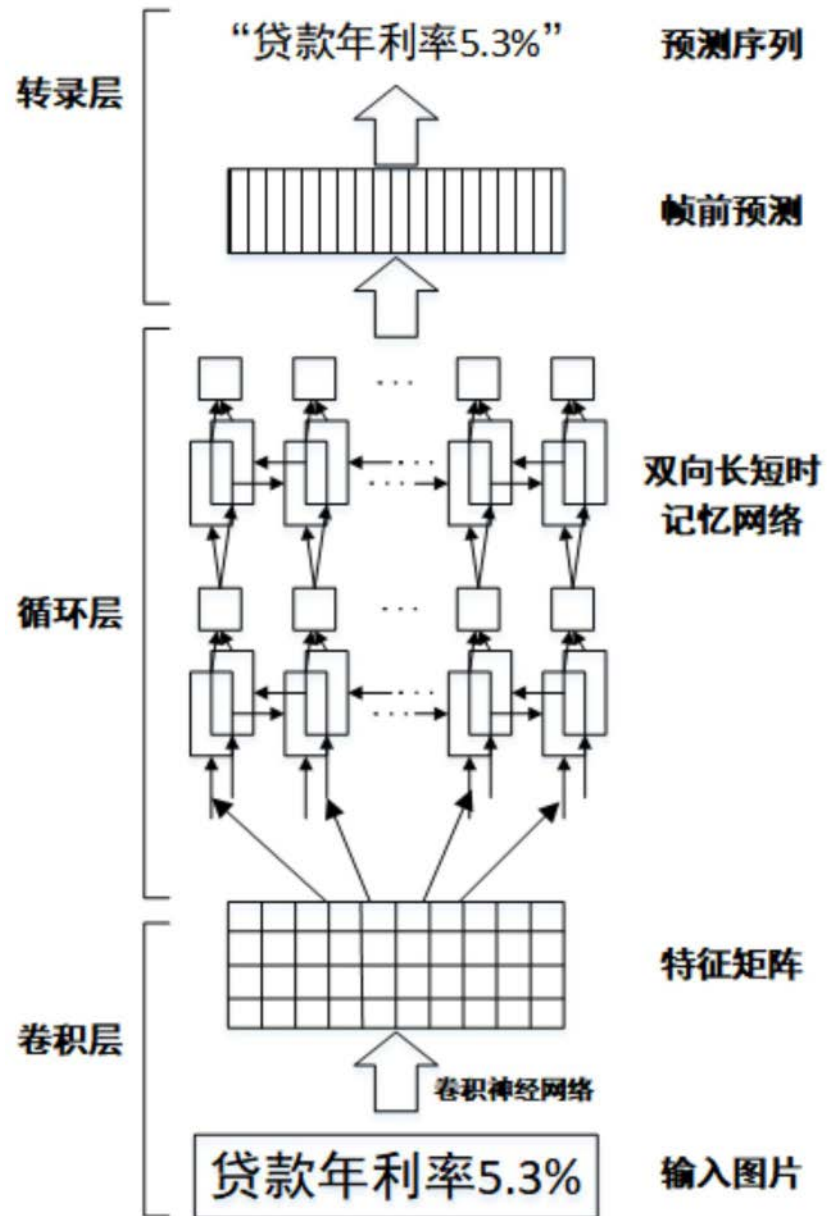 “贷款年利率5.3%” 预测序列
转录层
帧前预测
双向长短时
记忆网络
循环层
特征矩阵
卷积层
卷积神经网络
贷款年利率5.3% 输入图片